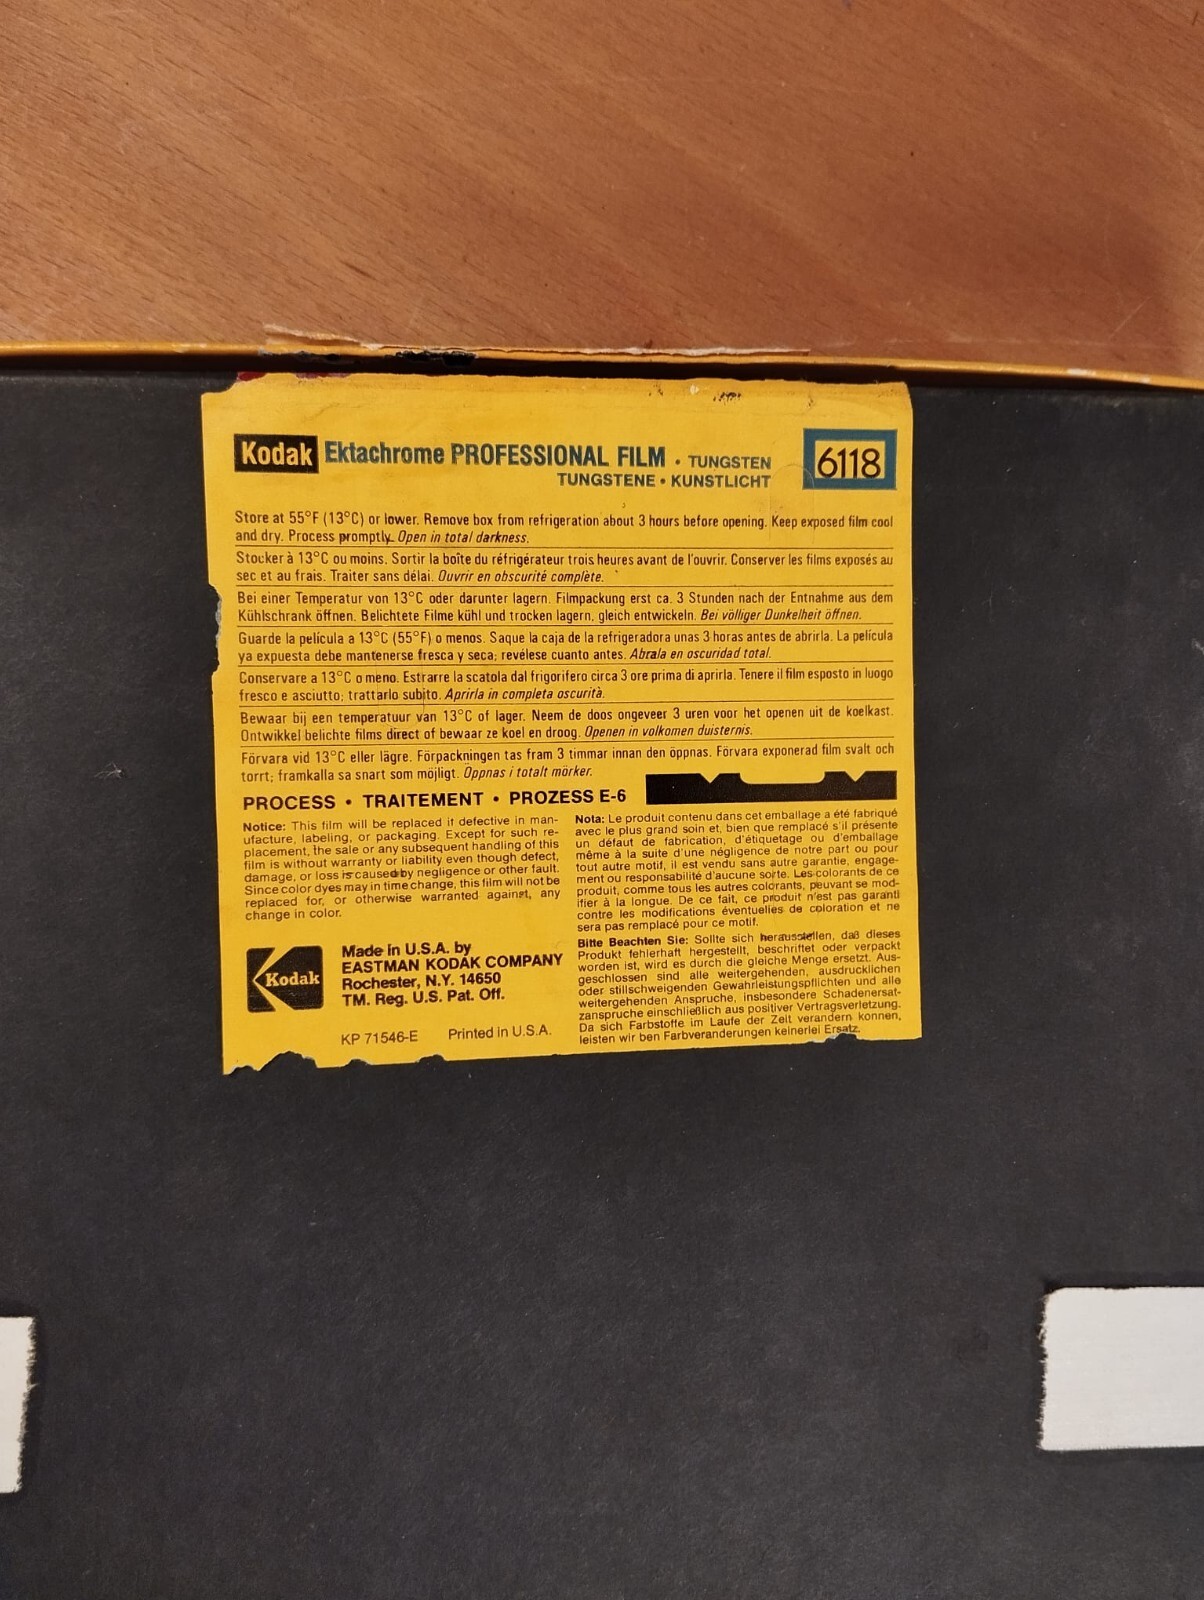 Kodak Ektachrome PROFESSIONAL FILM • TUNGSTEN
TUNGSTENE • KUNSTLICHT
6118
Store at 55°F (13°C) or lower. Remove box from refrigeration about 3 hours before opening. Keep exposed film cool
and dry. Process promptly. Open in total darkness.
Stocker à 13°C ou moins. Sortir la boîte du réfrigérateur trois heures avant de l'ouvrir. Conserver les films exposés au
sec et au frais. Traiter sans délai. Ouvrir en obscurité complète.
Bei einer Temperatur von 13°C oder darunter lagern. Filmpackung erst ca. 3 Stunden nach der Entnahme aus dem
Kühlschrank öffnen. Belichtete Filme kühl und trocken lagern, gleich entwickeln. Bei völliger Dunkelheit öffnen.
Guarde la película a 13°C (55°F) o menos. Saque la caja de la refrigeradora unas 3 horas antes de abrirla. La película
ya expuesta debe mantenerse fresca y seca; revélese cuanto antes. Abrala en oscuridad total.
Conservare a 13°C o meno. Estrarre la scatola dal frigorifero circa 3 ore prima di aprirla. Tenere il film esposto in luogo
fresco e asciutto; trattarlo subito. Aprirla in completa oscurità.
Bewaar bij een temperatuur van 13°C of lager. Neem de doos ongeveer 3 uren voor het openen uit de koelkast.
Ontwikkel belichte films direct of bewaar ze koel en droog. Openen in volkomen duisternis.
Förvara vid 13°C eller lägre. Förpackningen tas fram 3 timmar innan den öppnas. Förvara exponerad film svalt och
torrt; framkalla sa snart som möjligt. Öppnas i totalt mörker.
PROCESS • TRAITEMENT • PROZESS E-6
Notice: This film will be replaced if defective in man-
ufacture, labeling, or packaging. Except for such re-
placement, the sale or any subsequent handling of this
film is without warranty or liability even though defect,
damage, or loss is caused by negligence or other fault.
Since color dyes may in time change, this film will not be
replaced for, or otherwise warranted against, any
change in color.
Nota: Le produit contenu dans cet emballage a été fabriqué
avec le plus grand soin et, bien que remplacé s'il présente
un défaut de fabrication, d'étiquetage ou d'emballage
même à la suite d'une négligence de notre part ou pour
tout autre motif, il est vendu sans autre garantie, engage-
ment ou responsabilité d'aucune sorte. Les colorants de ce
produit, comme tous les autres colorants, peuvant se mod-
ifier à la longue. De ce fait, ce produit n'est pas garanti
contre les modifications éventuelles de coloration et ne
sera pas remplacé pour ce motif.
Bitte Beachten Sie: Sollte sich herausstellen, daß dieses
Produkt fehlerhaft hergestellt, beschriftet oder verpackt
worden ist, wird es durch die gleiche Menge ersetzt. Aus-
geschlossen sind alle weitergehenden, ausdrucklichen
oder stillschweigenden Gewahrleistungspflichten und alle
weitergehenden Anspruche, insbesondere Schadenersat-
zanspruche einschließlich aus positiver Vertragsverletzung.
Da sich Farbstoffe im Laufe der Zeit verandern konnen,
leisten wir ben Farbveranderungen keinerlei Ersatz.
Kodak
Made in U.S.A. by
EASTMAN KODAK COMPANY
Rochester, N.Y. 14650
TM. Reg. U.S. Pat. Off.
KP 71546-E Printed in U.S.A.